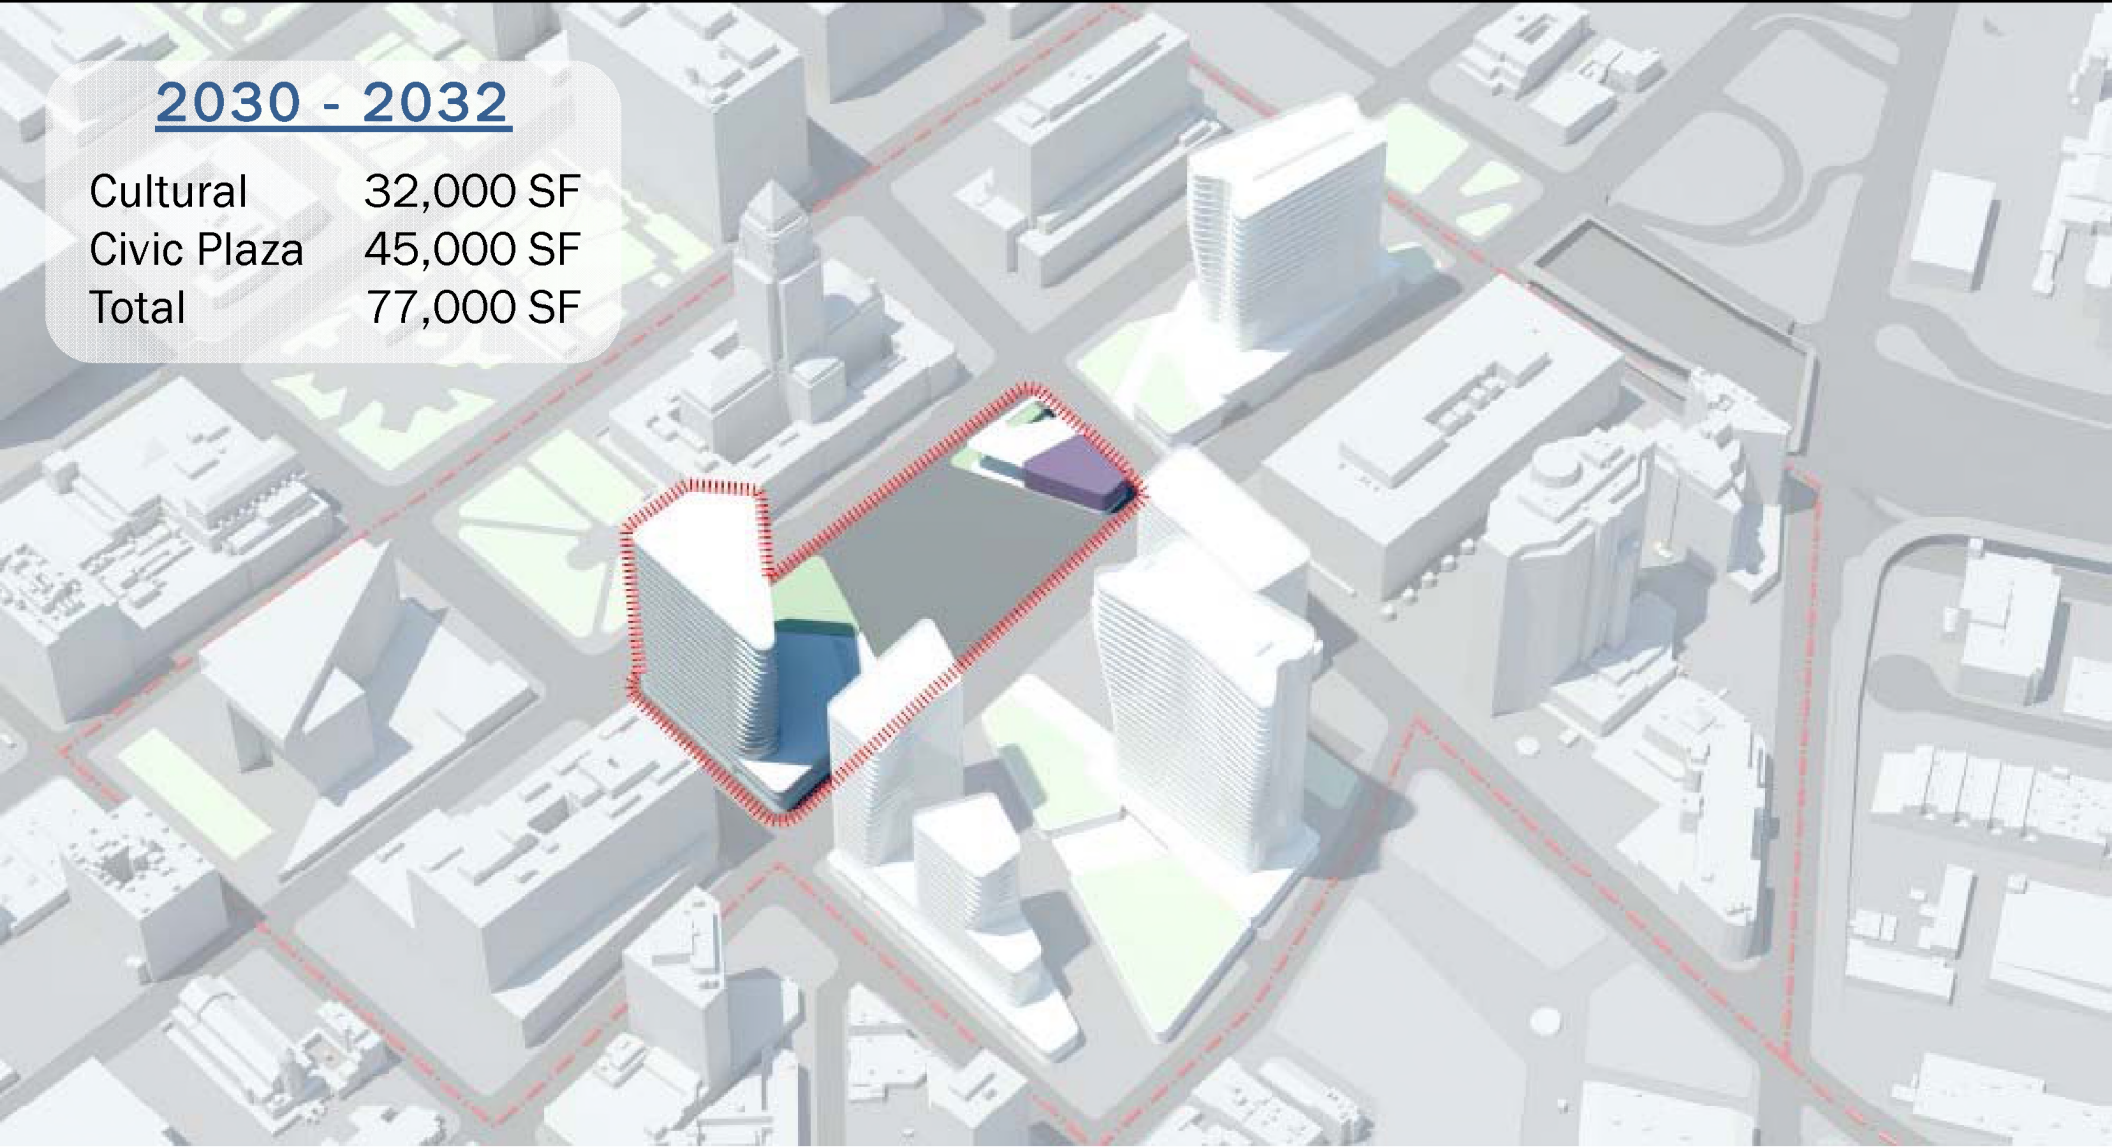 2030 - 2032
Cultural 32,000 SF
Civic Plaza 45,000 SF
Total 77,000 SF